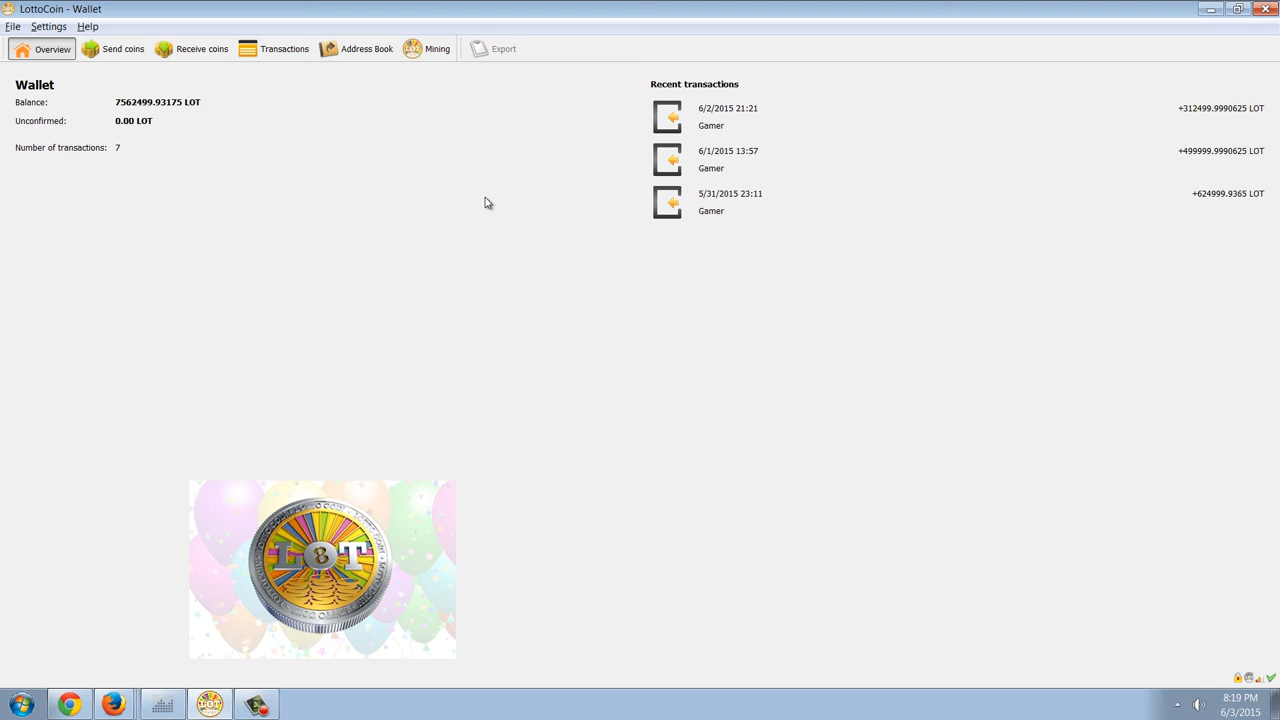 LottoCoin - Wallet
File Settings Help
Overview Send coins Receive coins Transactions Address Book Mining Export
Wallet
Balance: 7562499.93175 LOT
Unconfirmed: 0.00 LOT
Number of transactions: 7
Recent transactions
6/2/2015 21:21 +312499.9990625 LOT
Gamer
6/1/2015 13:57 +499999.9990625 LOT
Gamer
5/31/2015 23:11 +624999.9365 LOT
Gamer
L8T
LOT
8:19 PM
6/3/2015